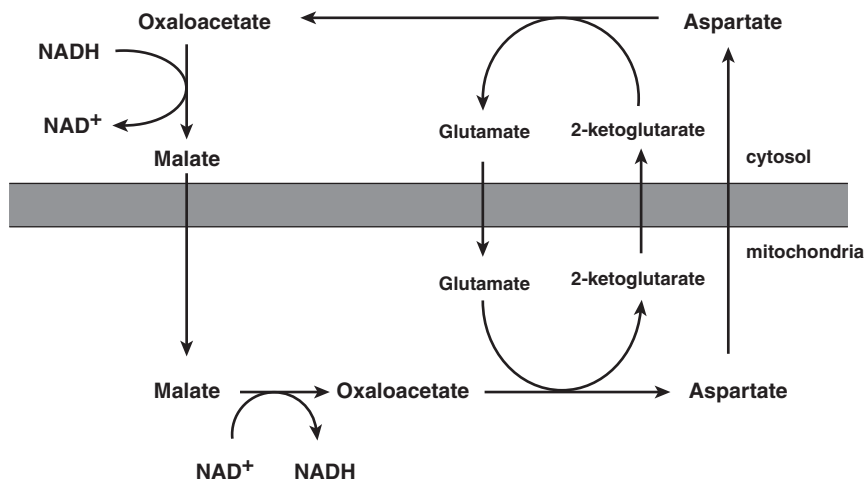 Oxaloacetate
Aspartate
NADH
NAD+
Glutamate
2-ketoglutarate
Malate
cytosol
mitochondria
Glutamate
2-ketoglutarate
Malate
Oxaloacetate
Aspartate
NAD+
NADH